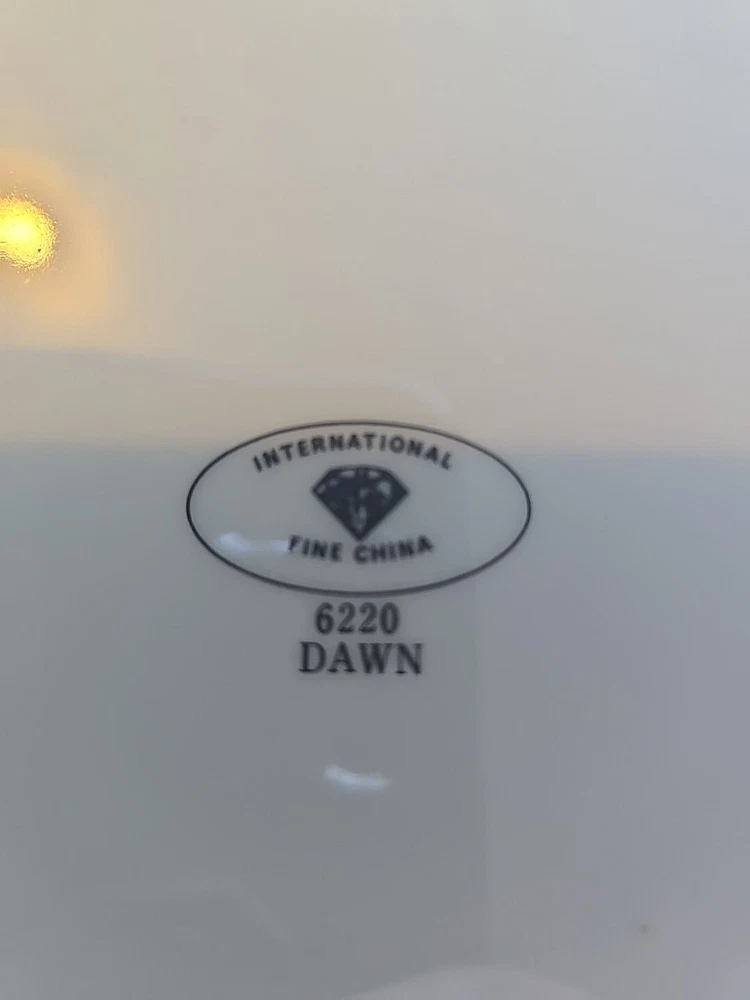 INTERNATIONAL
FINE CHINA
6220
DAWN